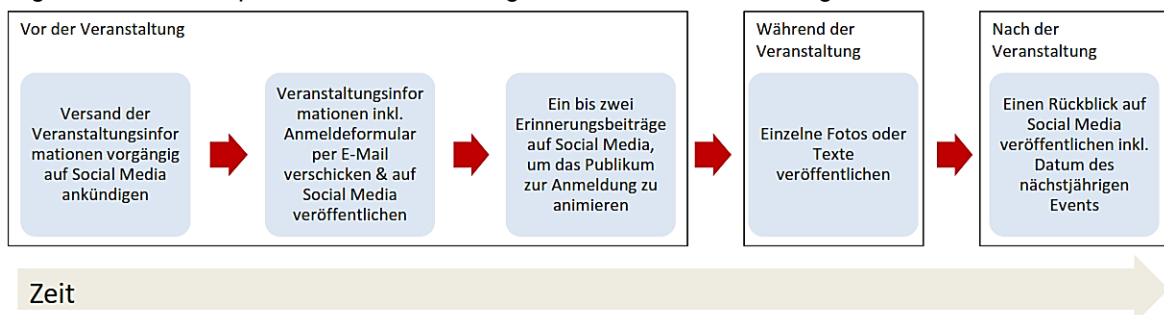 Vor der Veranstaltung
Versand der
Veranstaltungsinfor
mationen vorgängig
auf Social Media
ankündigen
Veranstaltungsinfor
mationen inkl.
Anmeldeformular
per E-Mail
verschicken & auf
Social Media
veröffentlichen
Ein bis zwei
Erinnerungsbeiträge
auf Social Media,
um das Publikum
zur Anmeldung zu
animieren
Während der
Veranstaltung
Einzelne Fotos oder
Texte
veröffentlichen
Nach der
Veranstaltung
Einen Rückblick auf
Social Media
veröffentlichen inkl.
Datum des
nächstjährigen
Events
Zeit